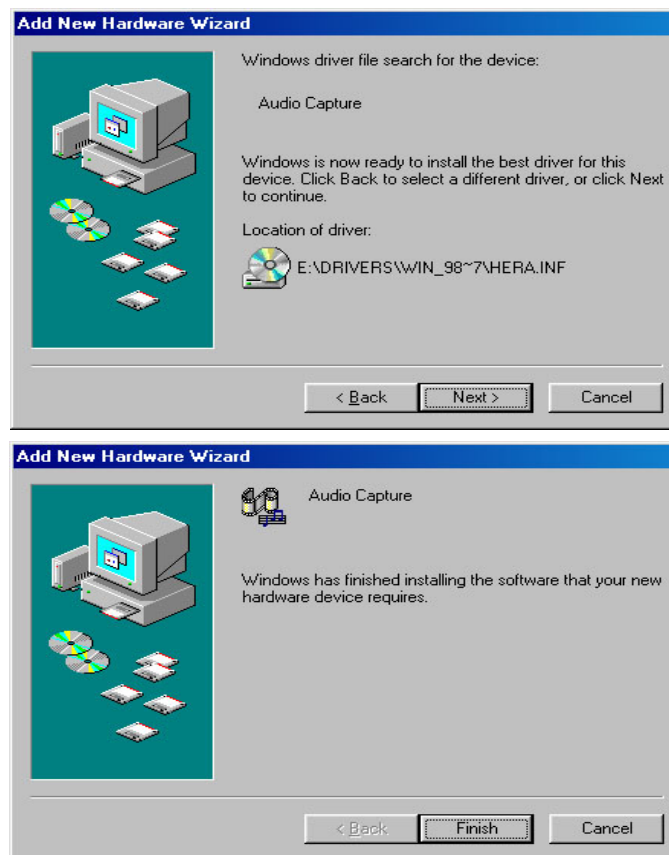 Add New Hardware Wizard
Windows driver file search for the device:
Audio Capture
Windows is now ready to install the best driver for this
device. Click Back to select a different driver, or click Next
to continue.
Location of driver:
E:\DRIVERS\WIN_98~7\HERA.INF
< Back
Next >
Cancel
Add New Hardware Wizard
Audio Capture
Windows has finished installing the software that your new
hardware device requires.
< Back
Finish
Cancel